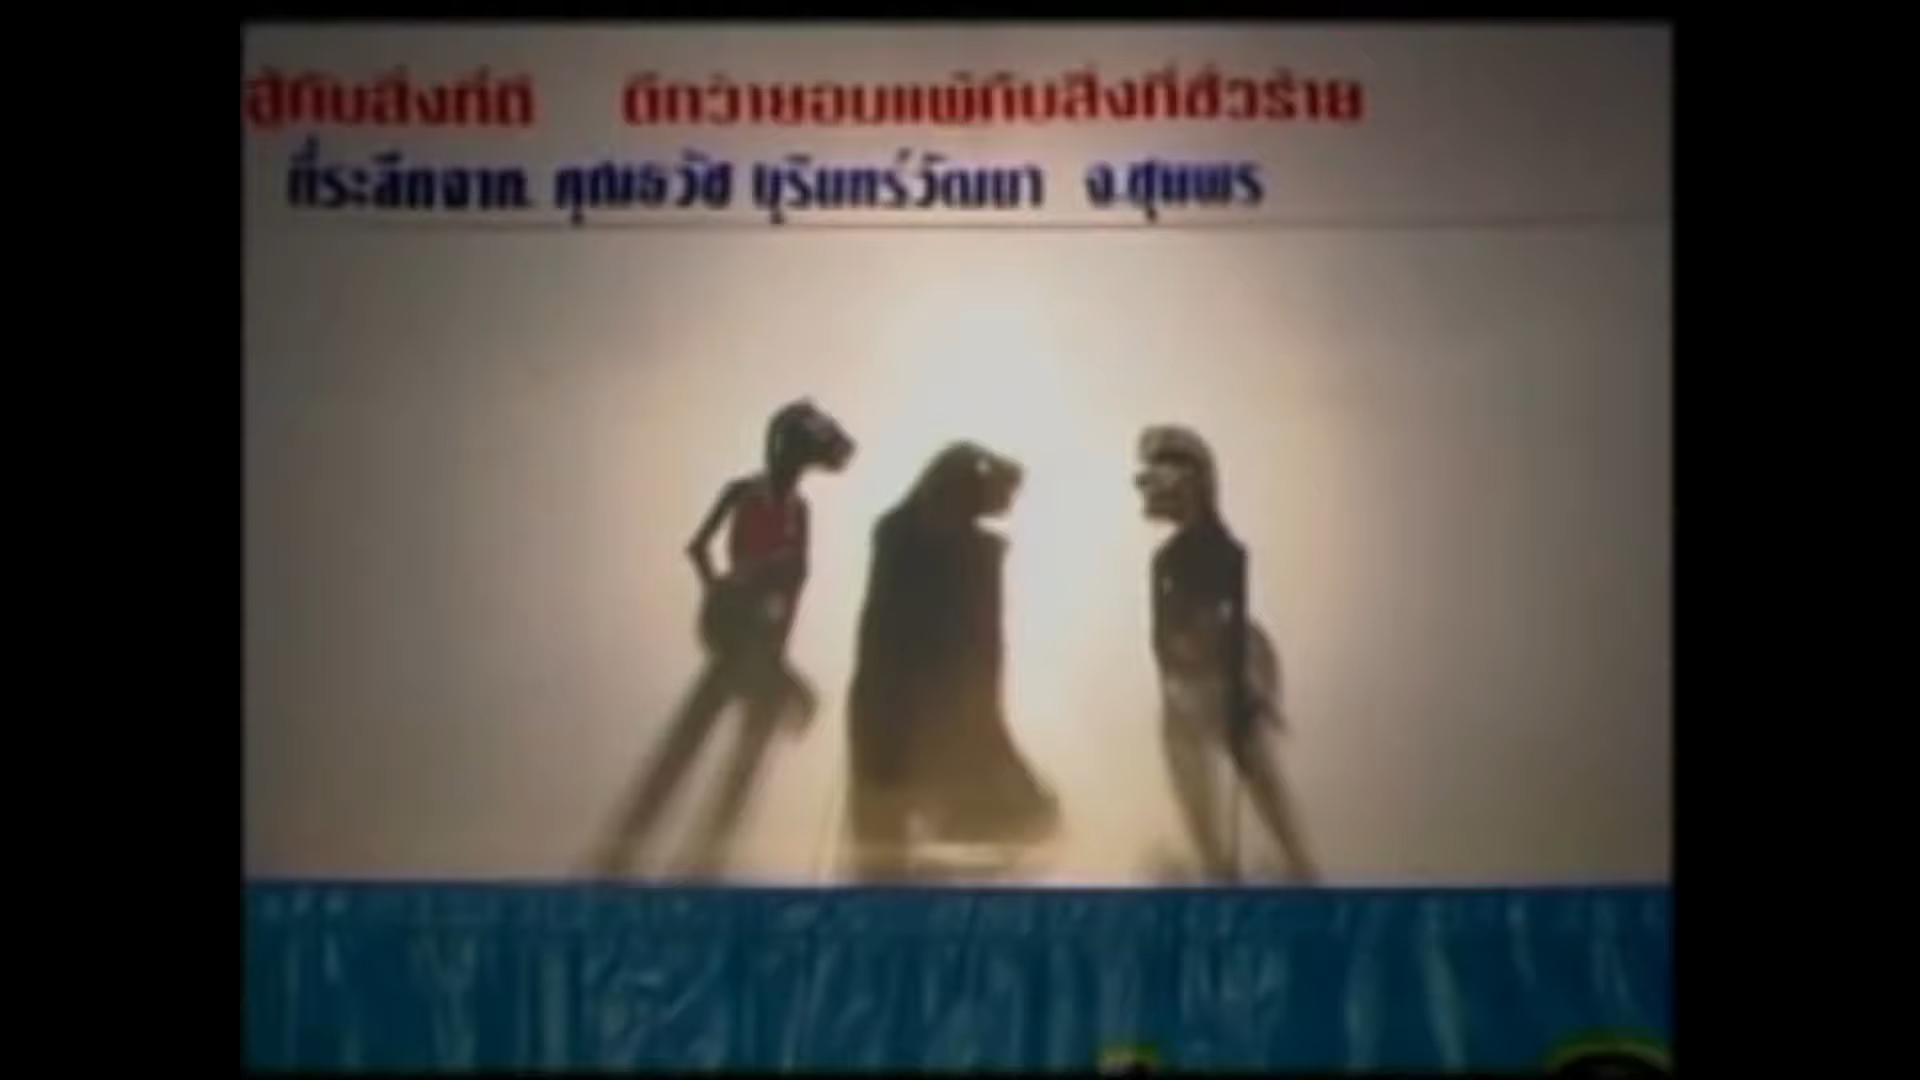 สู้กับสิ่งที่ดี ดีกว่ายอมแพ้กับสิ่งที่ชั่วร้าย
ที่ระลึกจาก คุณธวัช บุรินทร์วัฒนา จ.ชุมพร